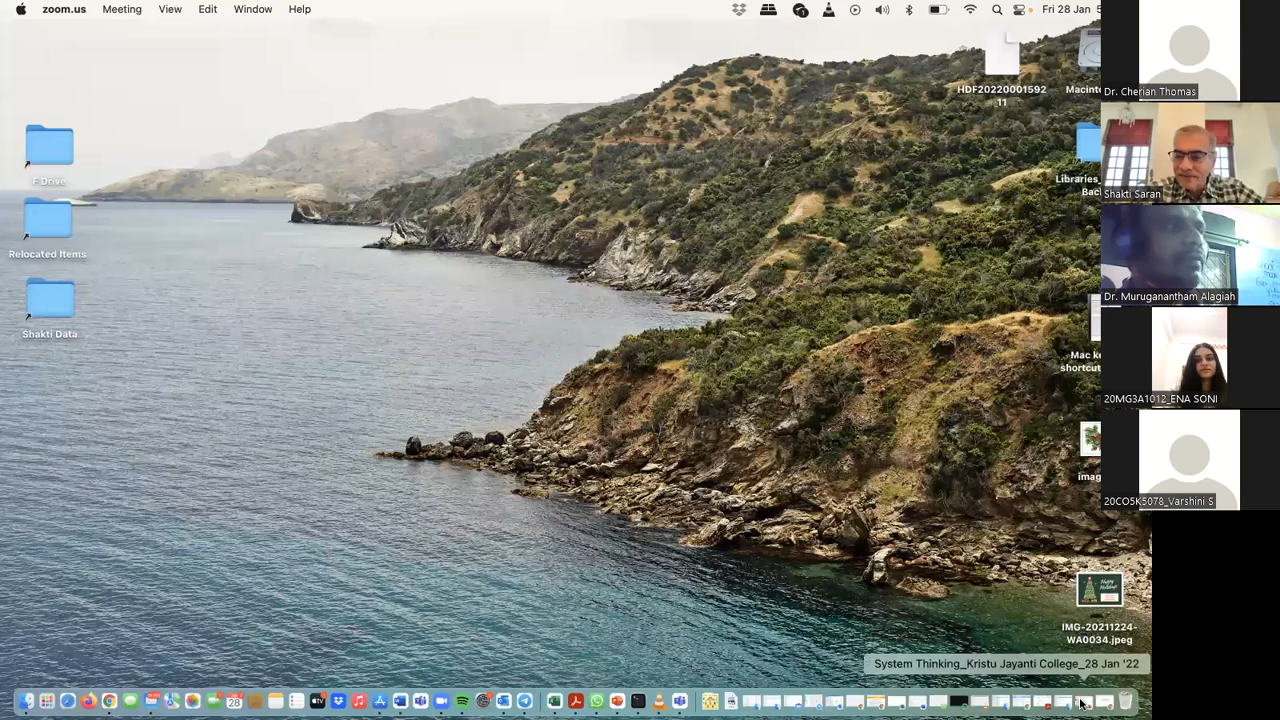 zoom.us Meeting View Edit Window Help
Fri 28 Jan
F Drive
Relocated Items
Shakti Data
HDF20220001592
11
Macint
Libraries_
Bac
Mac ke
shortcut
imag
IMG-20211224-
WA0034.jpeg
System Thinking_Kristu Jayanti College_28 Jan '22
28
Dr. Cherian Thomas
Shakti Saran
Dr. Muruganantham Alagiah
20MG3A1012_ENA SONI
20CO5K5078_Varshini S